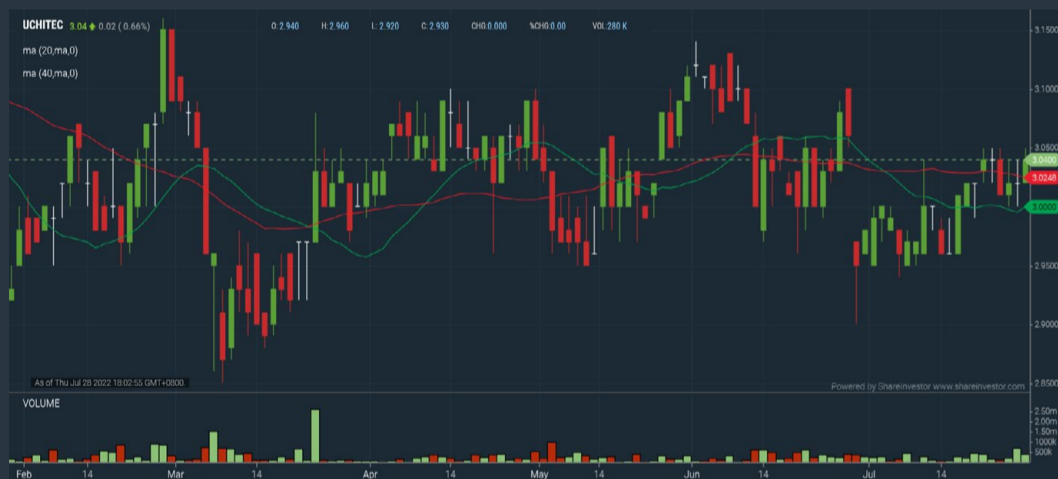 UCHITEC 3.04 0.02 ( 0.66%) O: 2.940 H: 2.960 L: 2.920 C: 2.930 CHG:0.000 %CHG:0.00 VOL:280 K
ma (20,ma,0)
ma (40,ma,0)
3.1500
3.1000
3.0500
3.0400
3.0248
3.0000
2.9500
2.9000
2.8500
As of Thu Jul 28 2022 18:02:55 GMT+0800.
Powered by Shareinvestor www.shareinvestor.com
VOLUME
2.50m
2.00m
1.50m
1000k
500k
Feb 14 Mar 14 Apr 14 May 14 Jun 14 Jul 14